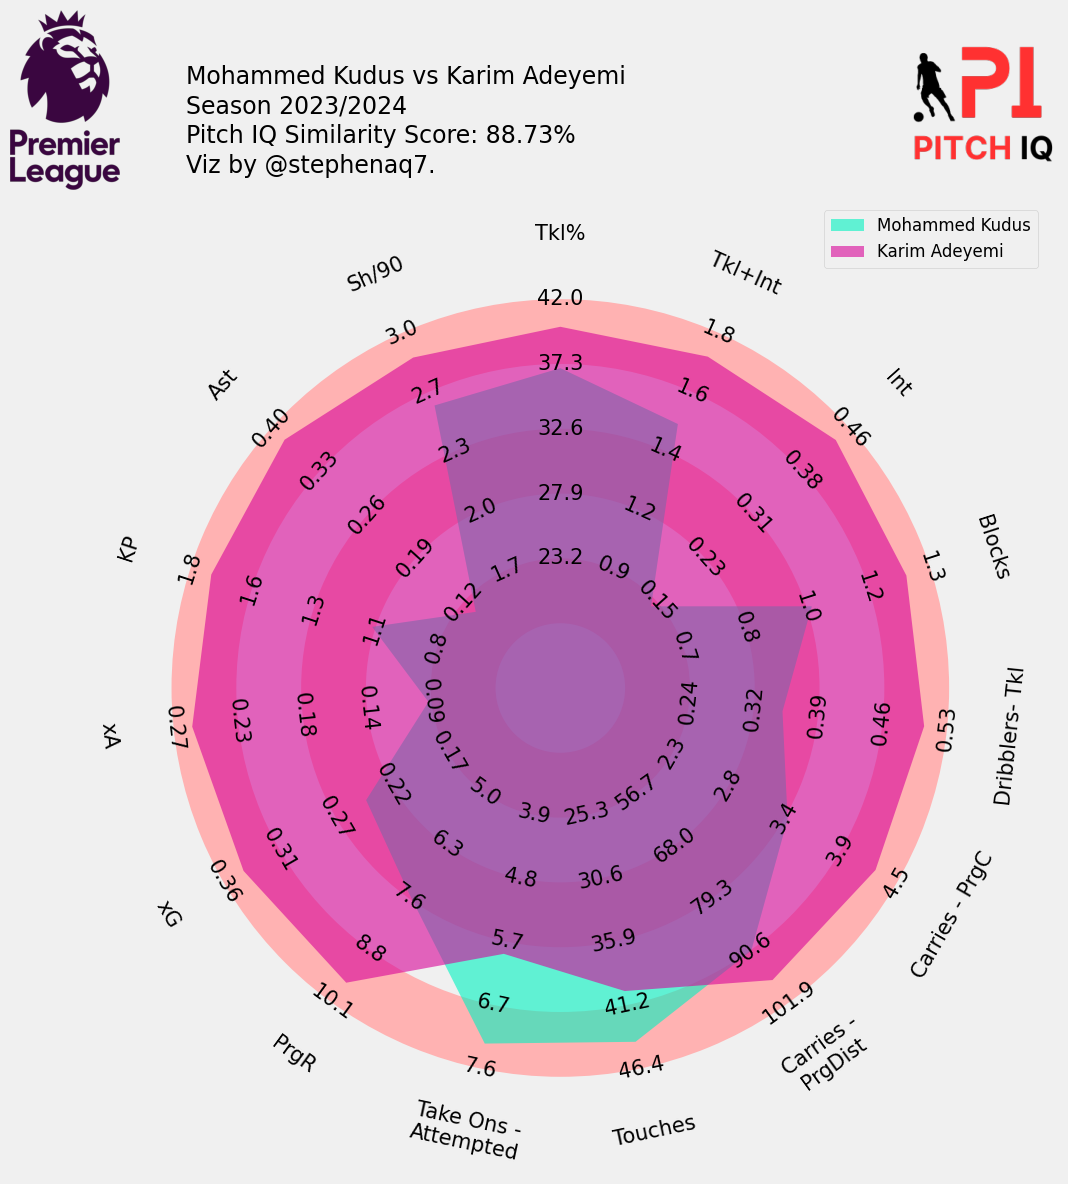 Premier
League
Mohammed Kudus vs Karim Adeyemi
Season 2023/2024
Pitch IQ Similarity Score: 88.73%
Viz by @stephenaq7.
PI
PITCH IQ
Mohammed Kudus
Karim Adeyemi
Tkl%
42.0
37.3
32.6
27.9
23.2
Tkl+Int
1.8
1.6
1.4
1.2
0.9
Int
0.46
0.38
0.31
0.23
0.15
Blocks
1.3
1.2
1.0
0.8
0.7
Dribblers- Tkl
0.53
0.46
0.39
0.32
0.24
Carries - PrgC
4.5
3.9
3.4
2.8
2.3
Carries -
PrgDist
101.9
90.6
79.3
68.0
56.7
Touches
46.4
41.2
35.9
30.6
25.3
Take Ons -
Attempted
7.6
6.7
5.7
4.8
3.9
PrgR
10.1
8.8
7.6
6.3
5.0
xG
0.36
0.31
0.27
0.22
0.17
xA
0.27
0.23
0.18
0.14
0.09
KP
1.8
1.6
1.3
1.1
0.8
Ast
0.40
0.33
0.26
0.19
0.12
Sh/90
3.0
2.7
2.3
2.0
1.7